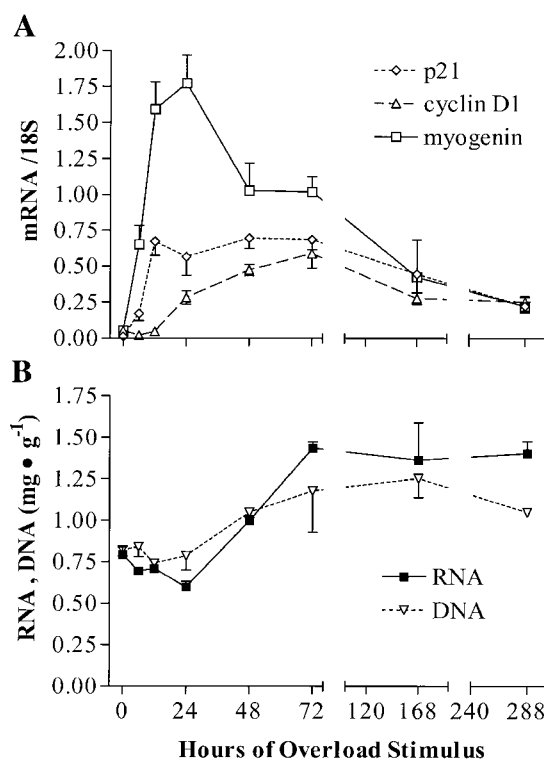 A
2.00
1.75
1.50
1.25
1.00
0.75
0.50
0.25
0.00
mRNA /18S
p21
cyclin D1
myogenin
B
1.75
1.50
1.25
1.00
0.75
0.50
0.25
0.00
RNA , DNA (mg • g-1)
RNA
DNA
0 24 48 72 120 168 240 288
Hours of Overload Stimulus